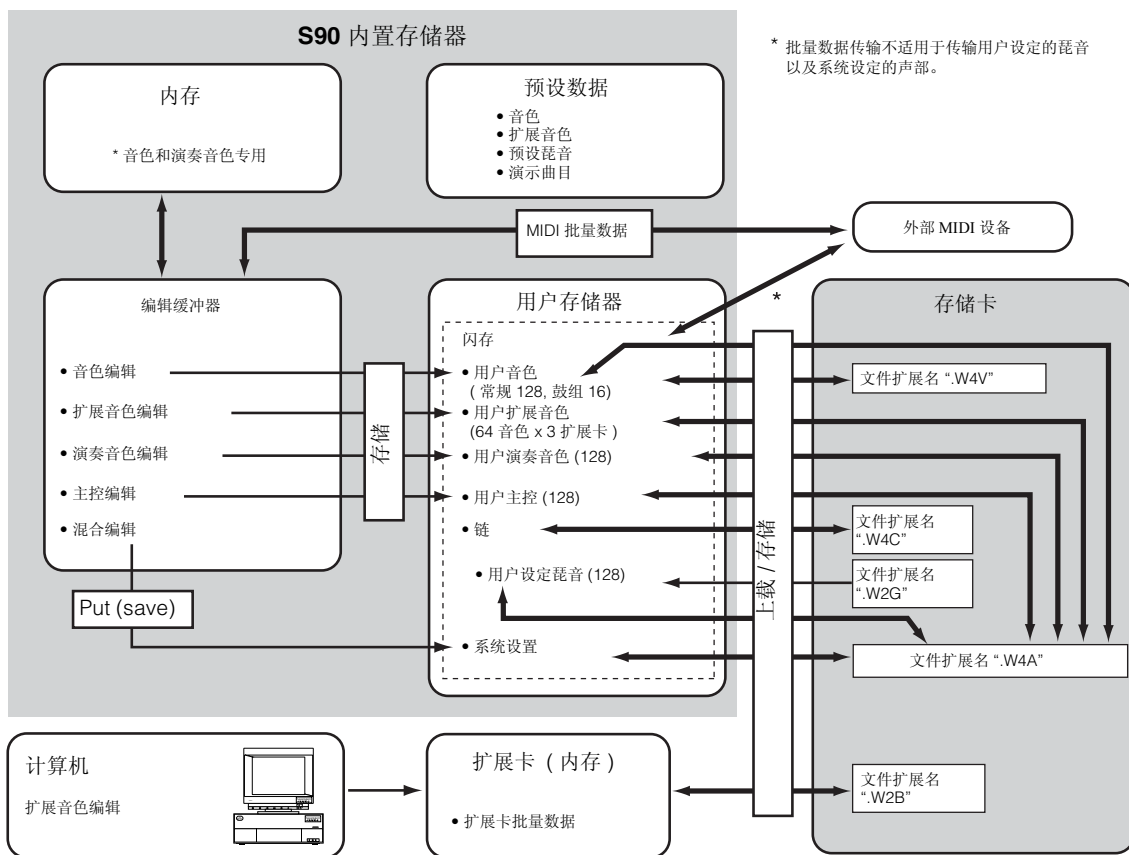 S90 内置存储器
* 批量数据传输不适用于传输用户设定的琵音
以及系统设定的声部。
内存
* 音色和演奏音色专用
预设数据
• 音色
• 扩展音色
• 预设琵音
• 演示曲目
MIDI 批量数据
外部 MIDI 设备
编辑缓冲器
• 音色编辑
• 扩展音色编辑
• 演奏音色编辑
• 主控编辑
• 混合编辑
存储
Put (save)
用户存储器
闪存
• 用户音色
( 常规 128, 鼓组 16)
• 用户扩展音色
(64 音色 x 3 扩展卡 )
• 用户演奏音色 (128)
• 用户主控 (128)
• 链
• 用户设定琵音 (128)
• 系统设置
*
上载 / 存储
存储卡
文件扩展名 “.W4V”
文件扩展名
“.W4C”
文件扩展名
“.W2G”
文件扩展名 “.W4A”
文件扩展名
“.W2B”
计算机
扩展音色编辑
扩展卡 ( 内存 )
• 扩展卡批量数据